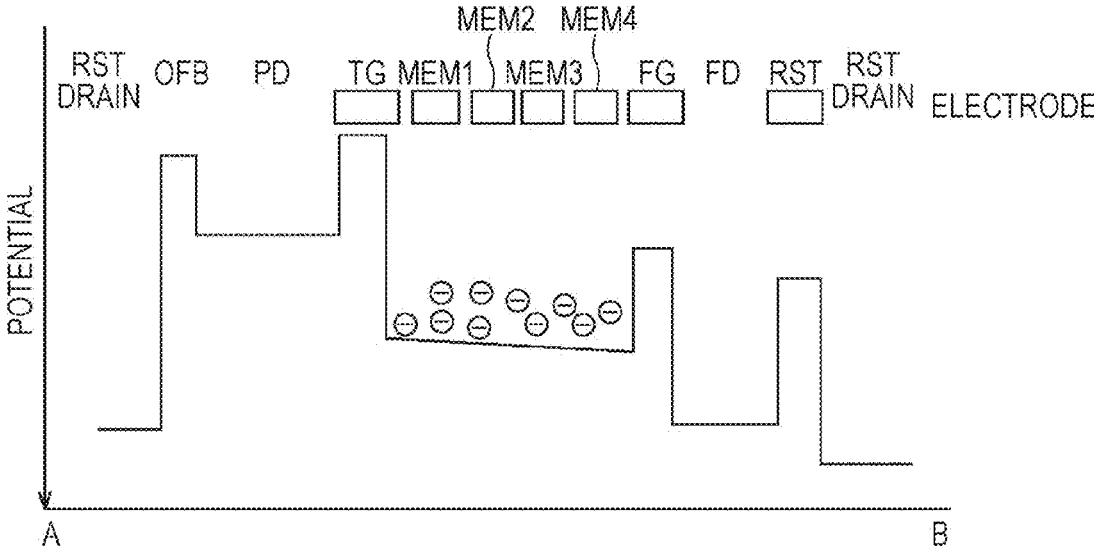 MEM2 MEM4
RST DRAIN OFB PD TG MEM1 MEM3 FG FD RST RST DRAIN
ELECTRODE
POTENTIAL
A B